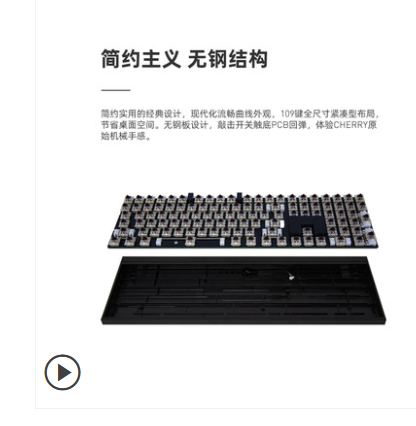 简约主义 无钢结构
简约实用的经典设计，现代化流畅曲线外观，109键全尺寸紧凑型布局，
节省桌面空间。无钢板设计，敲击开关触底PCB回弹，体验CHERRY原
始机械手感。